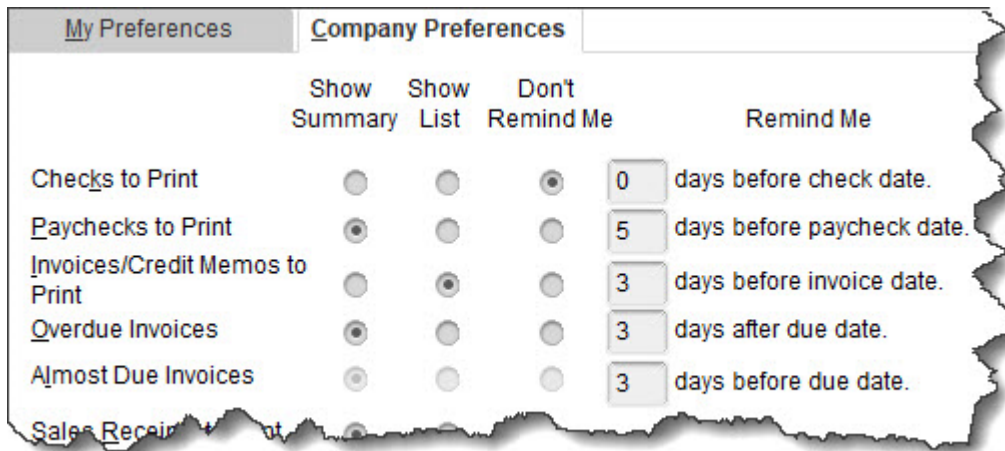 My Preferences Company Preferences
Show Show Don't
Summary List Remind Me Remind Me
Checks to Print 0 days before check date.
Paychecks to Print 5 days before paycheck date.
Invoices/Credit Memos to
Print 3 days before invoice date.
Overdue Invoices 3 days after due date.
Almost Due Invoices 3 days before due date.
Sales